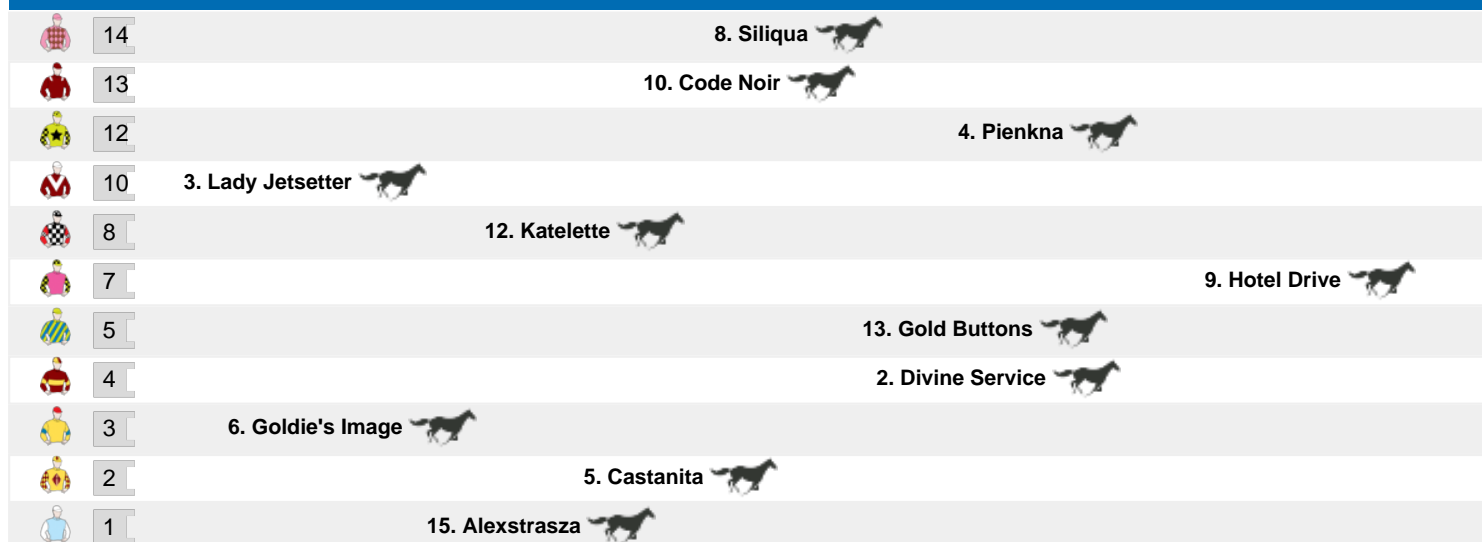 14 8. Siliqua
13 10. Code Noir
12 4. Pienkna
10 3. Lady Jetsetter
8 12. Katelette
7 9. Hotel Drive
5 13. Gold Buttons
4 2. Divine Service
3 6. Goldie's Image
2 5. Castanita
1 15. Alexstrasza